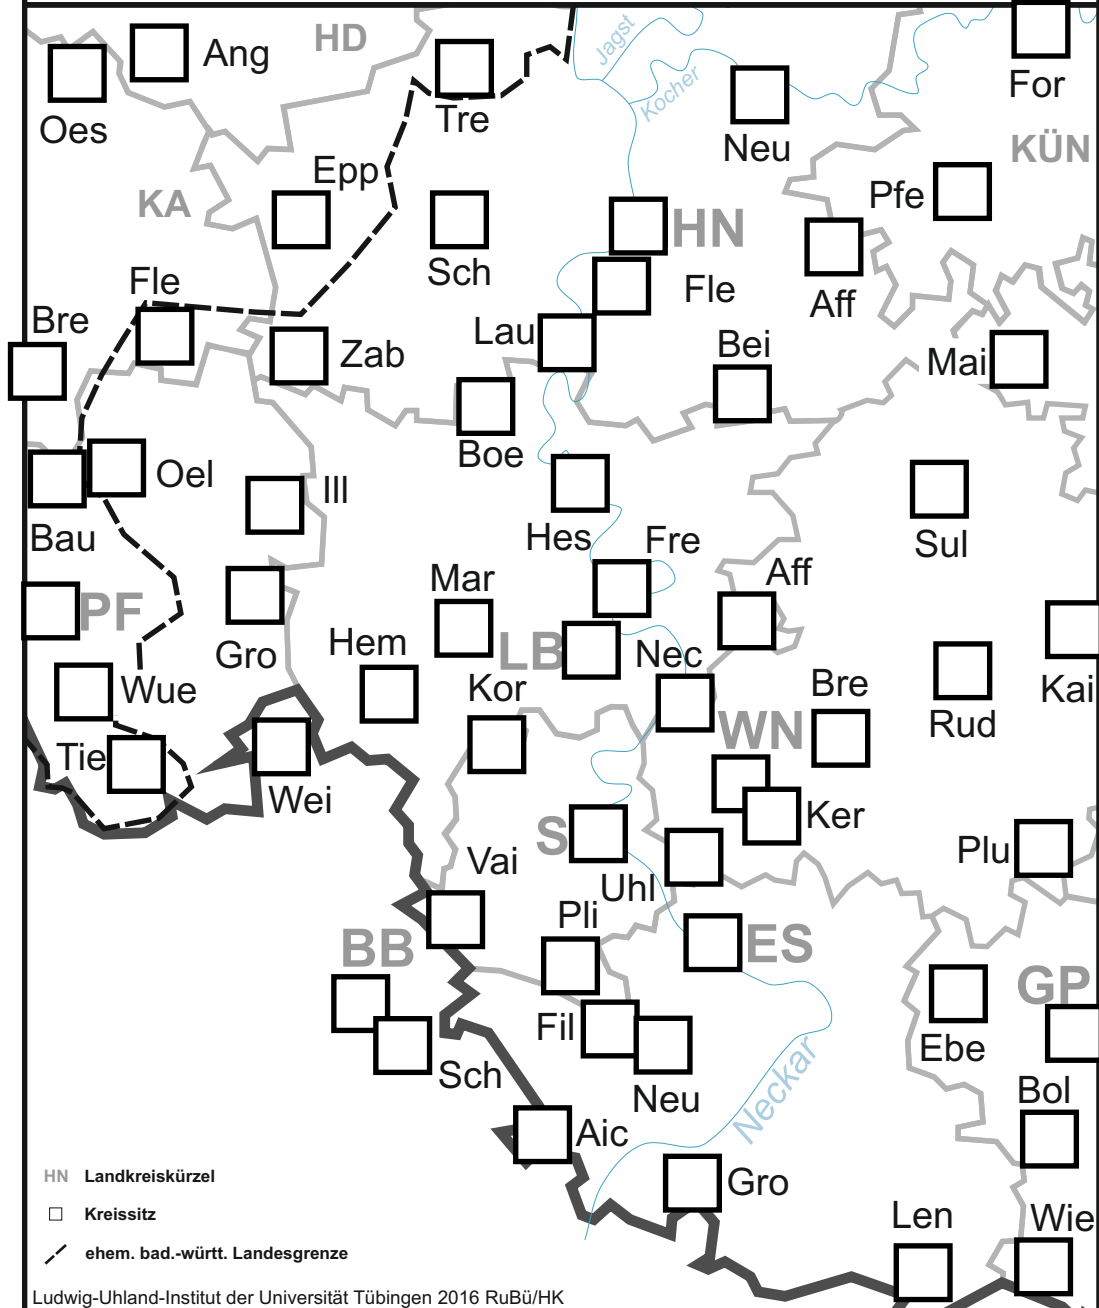 HD
Jagst
Ang
For
Oes
Tre
Kocher
Neu
KÜN
Epp
Pfe
KA
HN
Sch
Aff
Fle
Fle
Bre
Lau
Bei
Zab
Mai
Boe
Oel
Ill
Bau
Hes
Fre
Sul
Mar
Aff
PF
Gro
Hem
LB
Nec
Wue
Kor
Bre
Kai
Rud
WN
Tie
Wei
Ker
S
Vai
Uhl
Plu
Pli
BB
ES
GP
Fil
Ebe
Sch
Neu
Neckar
Bol
Aic
Gro
HN Landkreiskürzel
Kreissitz
Len
Wie
ehem. bad.-württ. Landesgrenze
Ludwig-Uhland-Institut der Universität Tübingen 2016 RuBü/HK